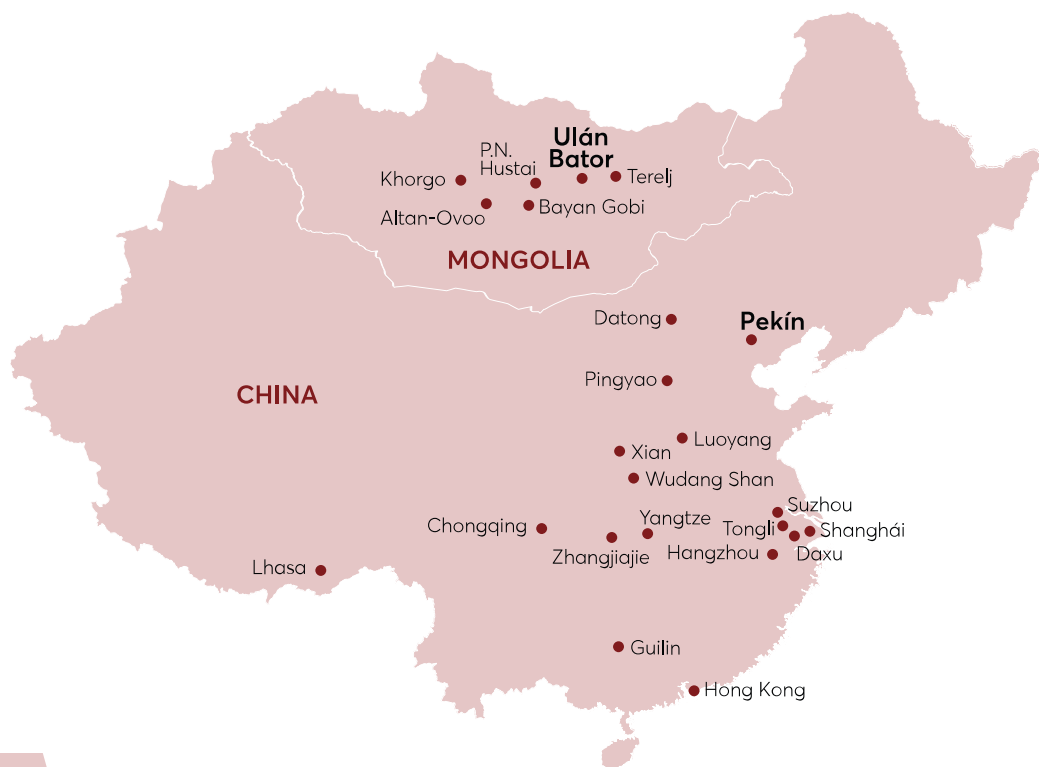 Ulán
Bator
P.N.
Hustai
Khorgo
Terelj
Altan-Ovoo
Bayan Gobi
MONGOLIA
Datong
Pekín
Pingyao
CHINA
Luoyang
Xian
Wudang Shan
Suzhou
Yangtze
Chongqing
Tongli
Shanghái
Zhangjiajie
Hangzhou
Daxu
Lhasa
Guilin
Hong Kong